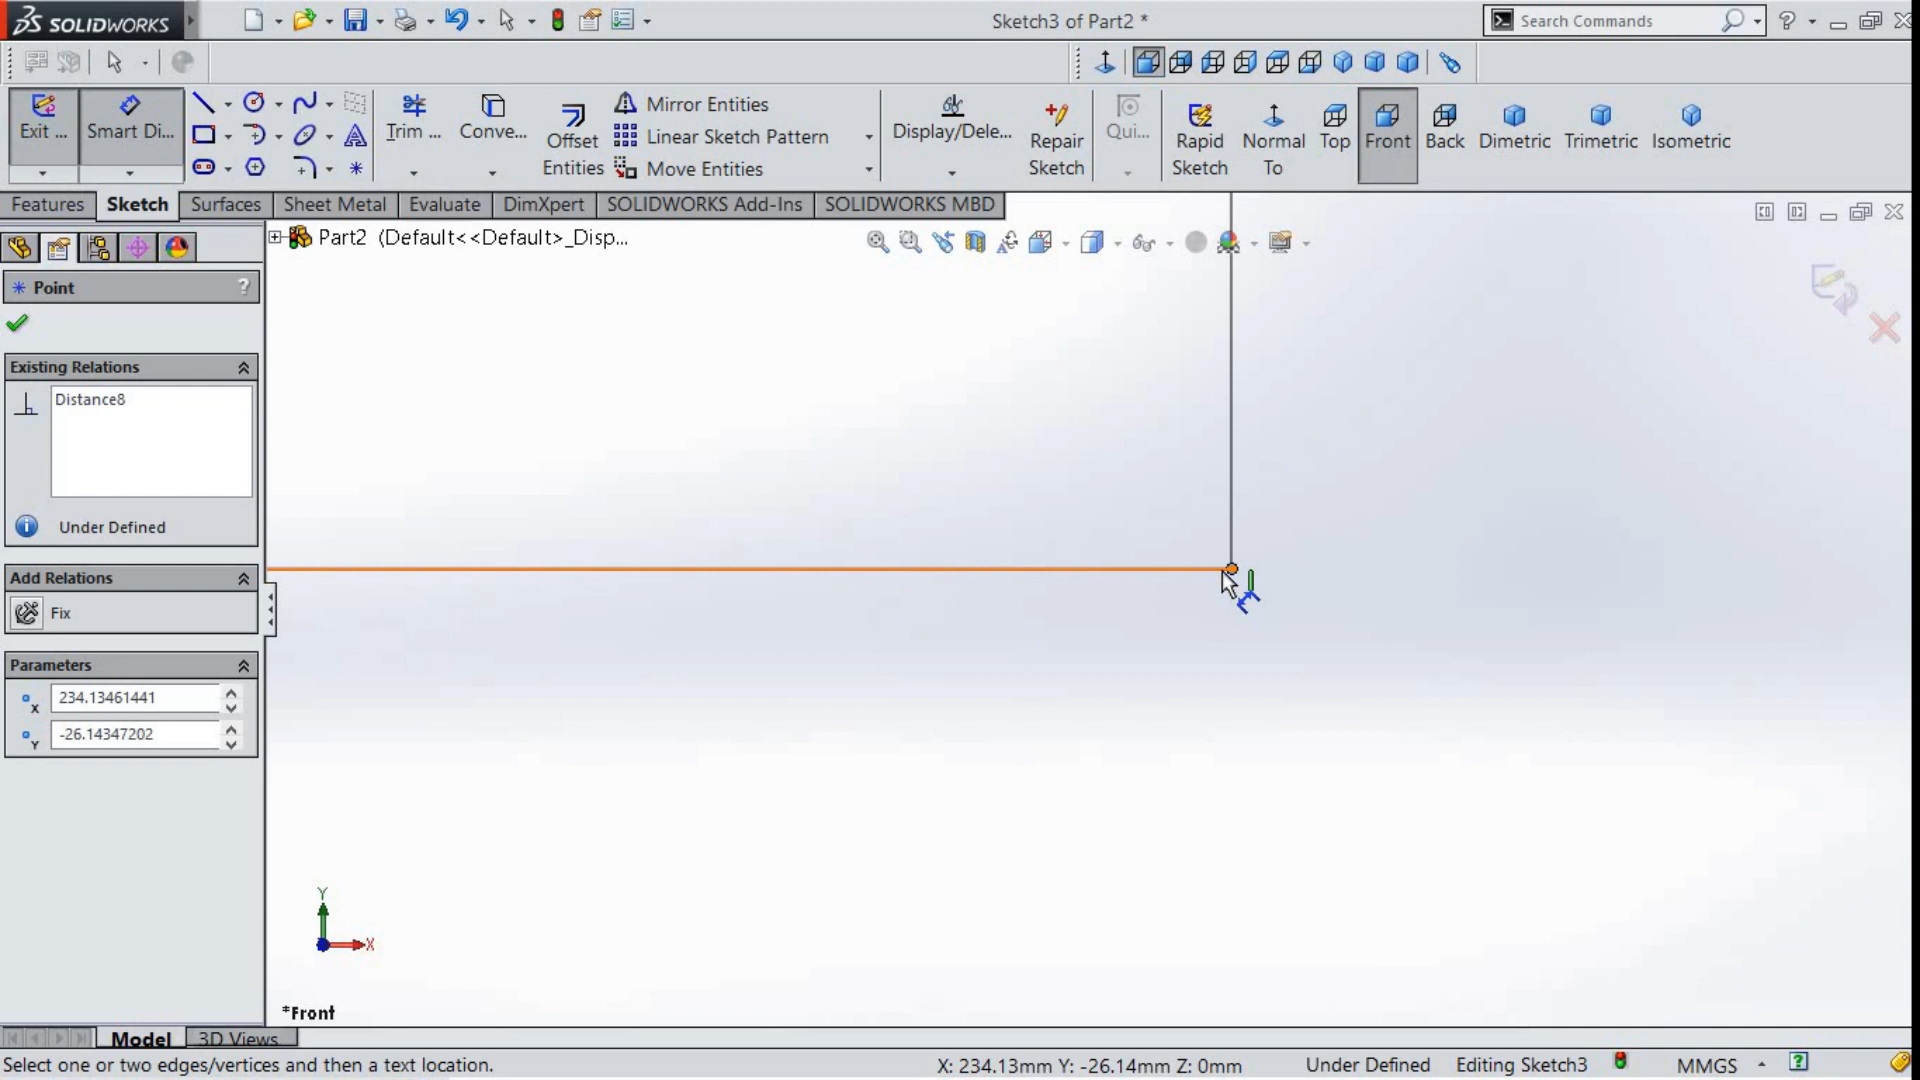 SOLIDWORKS
Sketch3 of Part2 *
Search Commands
Exit ...
Smart Di...
Trim ...
Conve...
Offset
Entities
Mirror Entities
Linear Sketch Pattern
Move Entities
Display/Dele...
Repair
Sketch
Qui...
Rapid
Sketch
Normal
To
Top
Front
Back
Dimetric
Trimetric
Isometric
Features
Sketch
Surfaces
Sheet Metal
Evaluate
DimXpert
SOLIDWORKS Add-Ins
SOLIDWORKS MBD
Part2 (Default<<Default>_Disp...
Point
?
Existing Relations
Distance8
Under Defined
Add Relations
Fix
Parameters
X
234.13461441
Y
-26.14347202
Y
X
*Front
Model
3D Views
Select one or two edges/vertices and then a text location.
X: 234.13mm Y: -26.14mm Z: 0mm
Under Defined
Editing Sketch3
MMGS
?